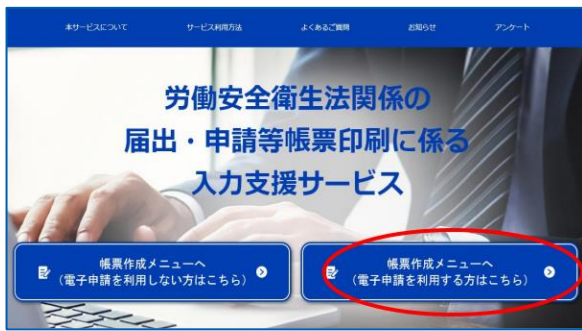 本サービスについて
サービス利用方法
よくあるご質問
お知らせ
アンケート
労働安全衛生法関係の
届出・申請等帳票印刷に係る
入力支援サービス
帳票作成メニューへ
(電子申請を利用しない方はこちら)
帳票作成メニューへ
(電子申請を利用する方はこちら)